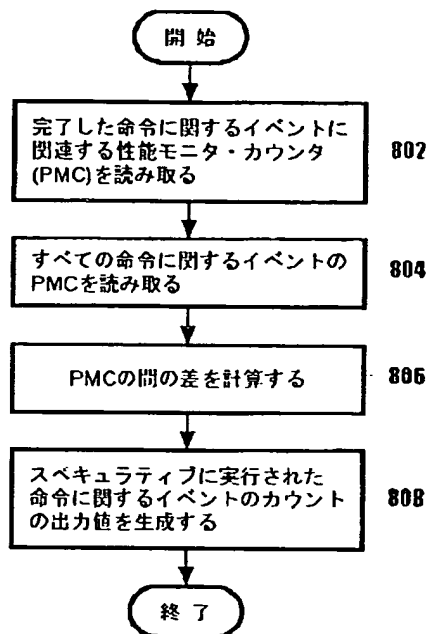 開始
完了した命令に関するイベントに
関連する性能モニタ・カウンタ
(PMC)を読み取る
802
すべての命令に関するイベントの
PMCを読み取る
804
PMCの間の差を計算する
806
スペキュラティブに実行された
命令に関するイベントのカウント
の出力値を生成する
808
終了